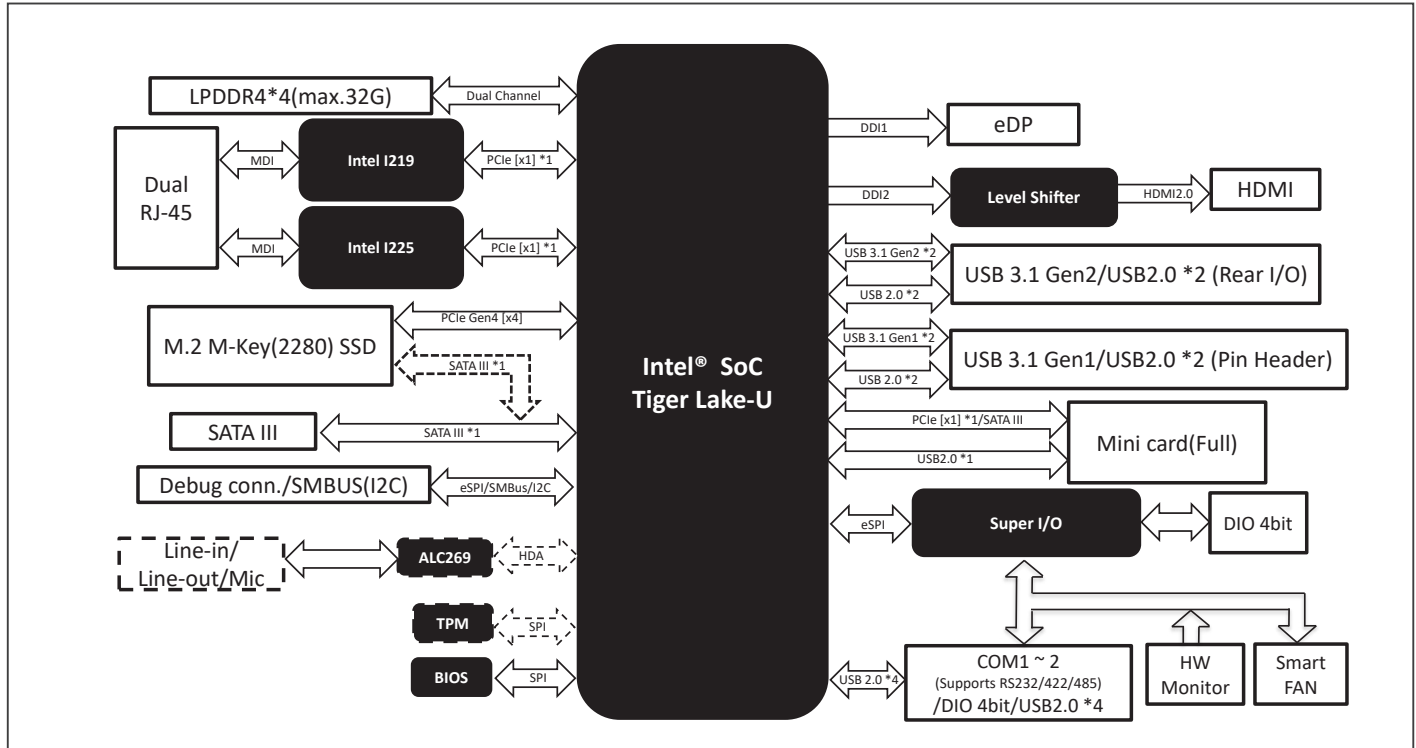 LPDDR4*4(max.32G)
Dual Channel
Dual
RJ-45
MDI
Intel I219
PCIe [x1] *1
MDI
Intel I225
PCIe [x1] *1
M.2 M-Key(2280) SSD
PCIe Gen4 [x4]
SATA III *1
SATA III
SATA III *1
Debug conn./SMBUS(I2C)
eSPI/SMBus/I2C
Line-in/
Line-out/Mic
ALC269
HDA
TPM
SPI
BIOS
SPI
Intel® SoC
Tiger Lake-U
DDI1
eDP
DDI2
Level Shifter
HDMI2.0
HDMI
USB 3.1 Gen2 *2
USB 2.0 *2
USB 3.1 Gen2/USB2.0 *2 (Rear I/O)
USB 3.1 Gen1 *2
USB 2.0 *2
USB 3.1 Gen1/USB2.0 *2 (Pin Header)
PCIe [x1] *1/SATA III
USB2.0 *1
Mini card(Full)
eSPI
Super I/O
DIO 4bit
USB 2.0 *4
COM1 ~ 2
(Supports RS232/422/485)
/DIO 4bit/USB2.0 *4
HW
Monitor
Smart
FAN